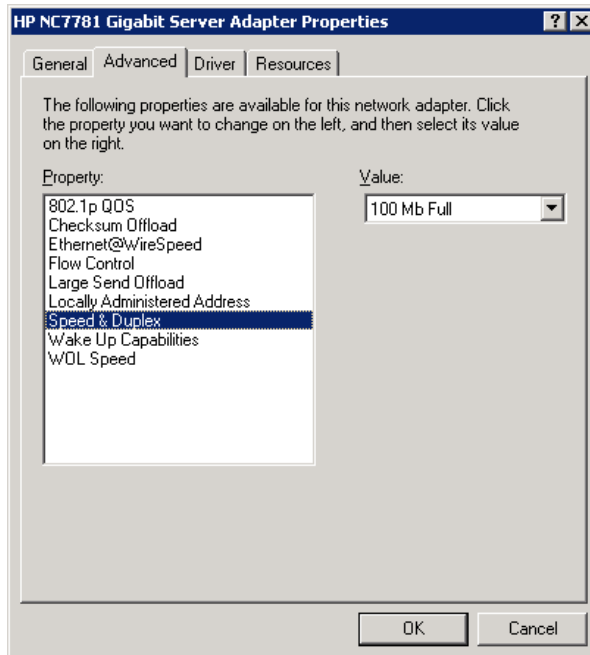 HP NC7781 Gigabit Server Adapter Properties
General Advanced Driver Resources
The following properties are available for this network adapter. Click
the property you want to change on the left, and then select its value
on the right.
Property:
802.1p QOS
Checksum Offload
Ethernet@WireSpeed
Flow Control
Large Send Offload
Locally Administered Address
Speed & Duplex
Wake Up Capabilities
WOL Speed
Value:
100 Mb Full
OK Cancel